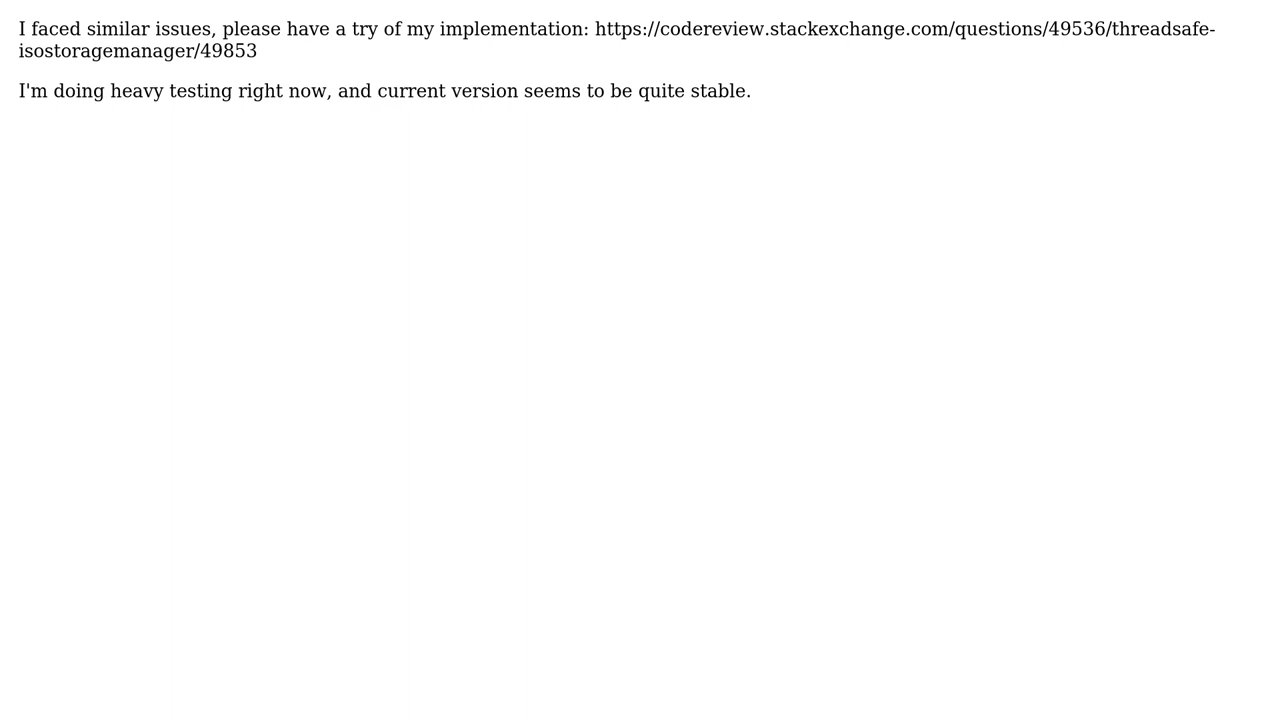 I faced similar issues, please have a try of my implementation: https://codereview.stackexchange.com/questions/49536/threadsafe-
isostoragemanager/49853
I'm doing heavy testing right now, and current version seems to be quite stable.